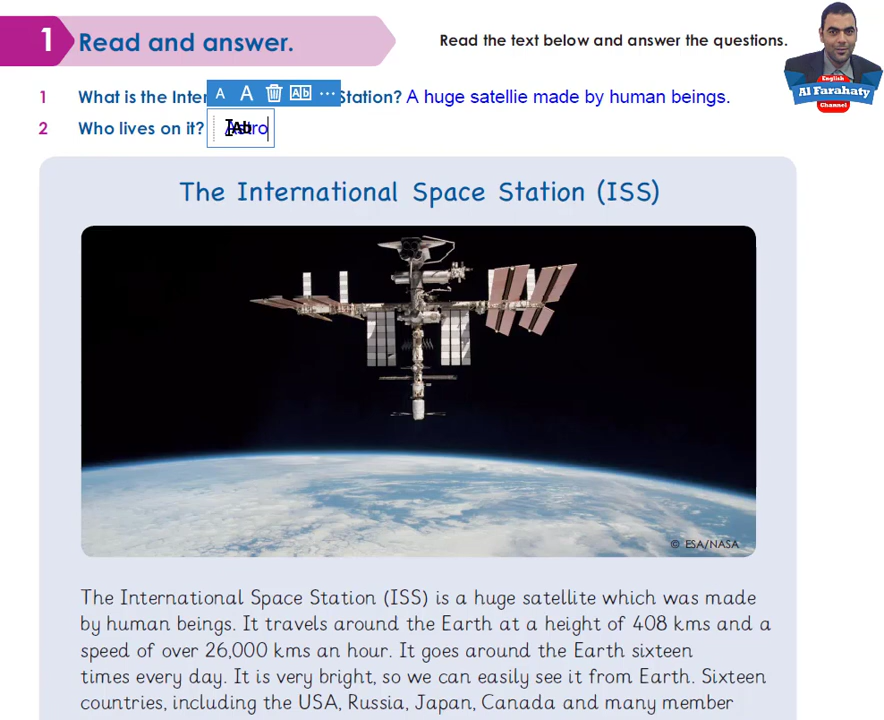 1 Read and answer.
Read the text below and answer the questions.
English
Al Farahaty
Channel
1 What is the Inter Station? A huge satellie made by human beings.
A A Ab ...
2 Who lives on it? Astro
The International Space Station (ISS)
© ESA/NASA
The International Space Station (ISS) is a huge satellite which was made
by human beings. It travels around the Earth at a height of 408 kms and a
speed of over 26,000 kms an hour. It goes around the Earth sixteen
times every day. It is very bright, so we can easily see it from Earth. Sixteen
countries, including the USA, Russia, Japan, Canada and many member